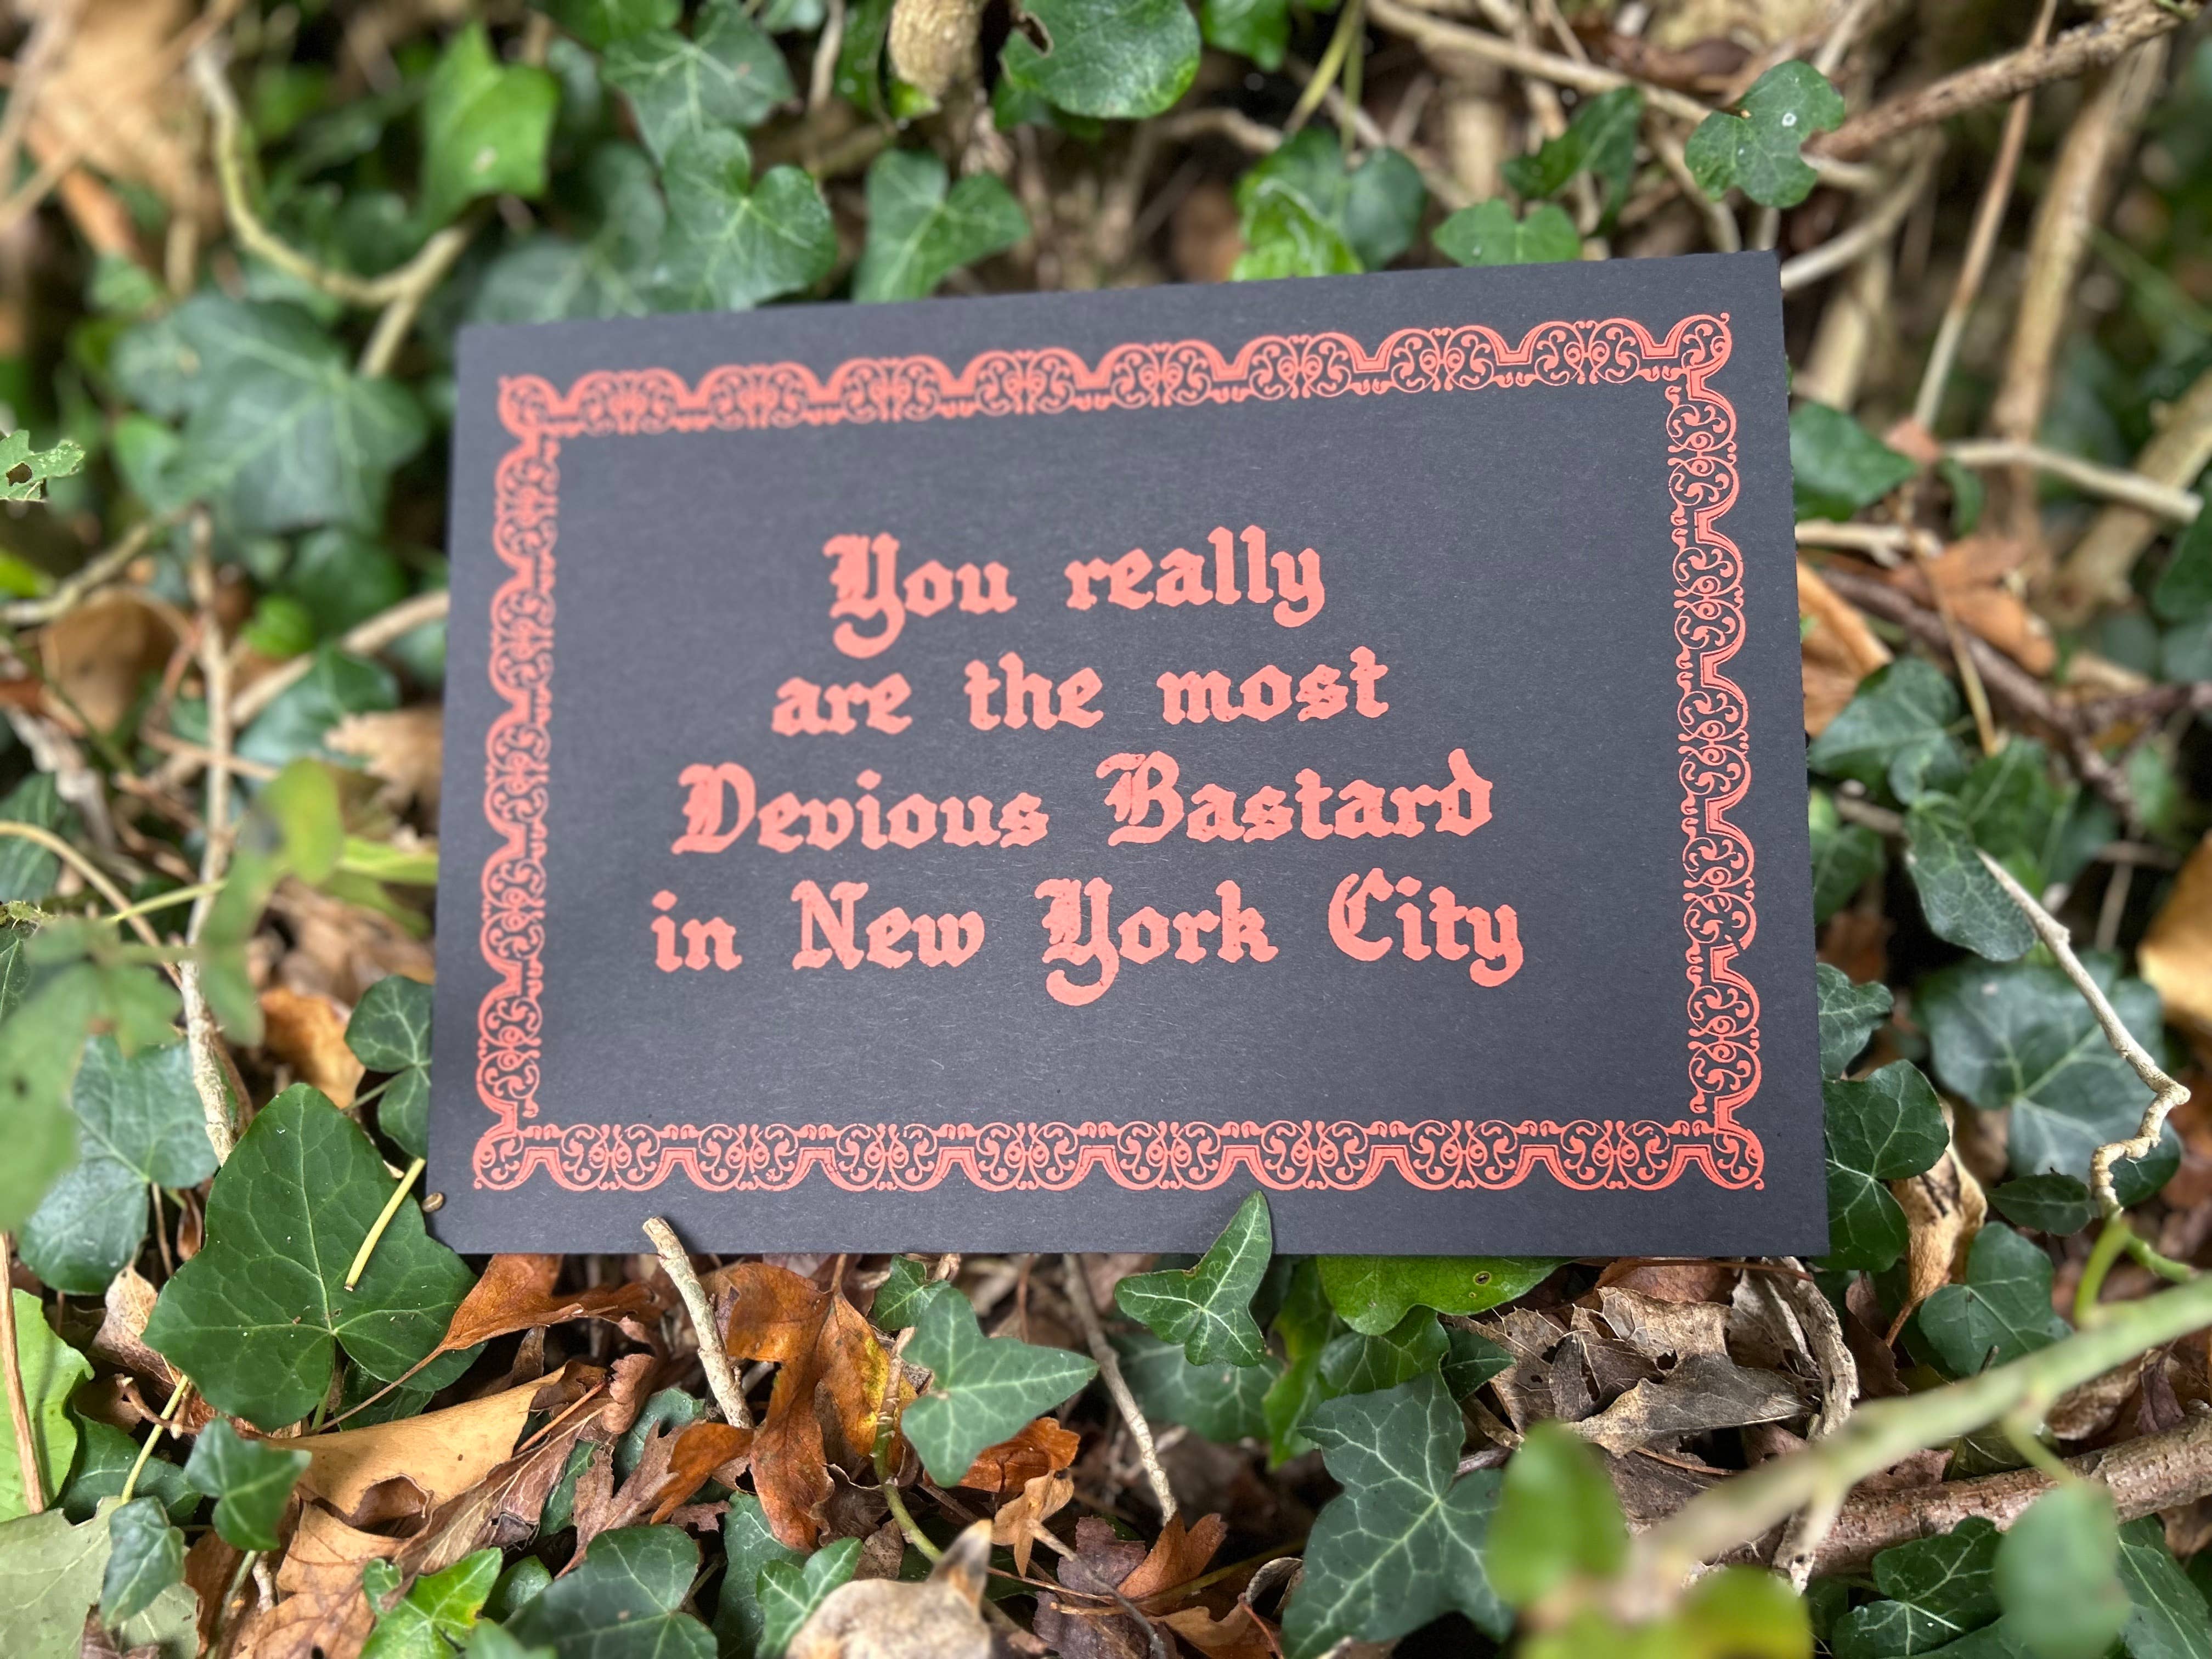 You really
are the most
Devious Bastard
in New York City